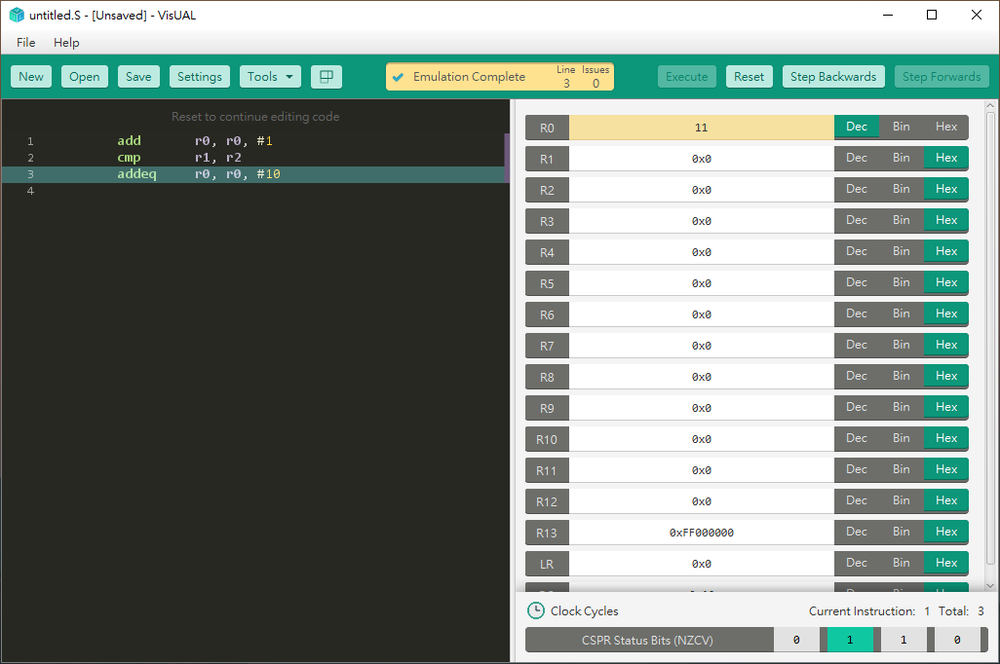 untitled.S - [Unsaved] - VisUAL
File Help
New Open Save Settings Tools Emulation Complete Line 3 Issues 0 Execute Reset Step Backwards Step Forwards
Reset to continue editing code
1 add r0, r0, #1
2 cmp r1, r2
3 addeq r0, r0, #10
4
R0 11 Dec Bin Hex
R1 0x0 Dec Bin Hex
R2 0x0 Dec Bin Hex
R3 0x0 Dec Bin Hex
R4 0x0 Dec Bin Hex
R5 0x0 Dec Bin Hex
R6 0x0 Dec Bin Hex
R7 0x0 Dec Bin Hex
R8 0x0 Dec Bin Hex
R9 0x0 Dec Bin Hex
R10 0x0 Dec Bin Hex
R11 0x0 Dec Bin Hex
R12 0x0 Dec Bin Hex
R13 0xFF000000 Dec Bin Hex
LR 0x0 Dec Bin Hex
Clock Cycles Current Instruction: 1 Total: 3
CSPR Status Bits (NZCV) 0 1 1 0